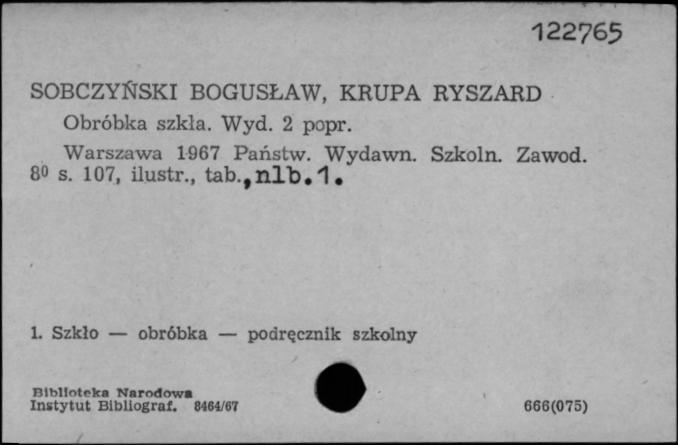 122765
SOBCZYŃSKI BOGUSŁAW, KRUPA RYSZARD
Obróbka szkła. Wyd. 2 popr.
Warszawa 1967 Państw. Wydawn. Szkoln. Zawod.
8⁰ s. 107, ilustr., tab., nlb. 1.
1. Szkło — obróbka — podręcznik szkolny
Biblioteka Narodowa
Instytut Bibliograf. 8464/67
666(075)